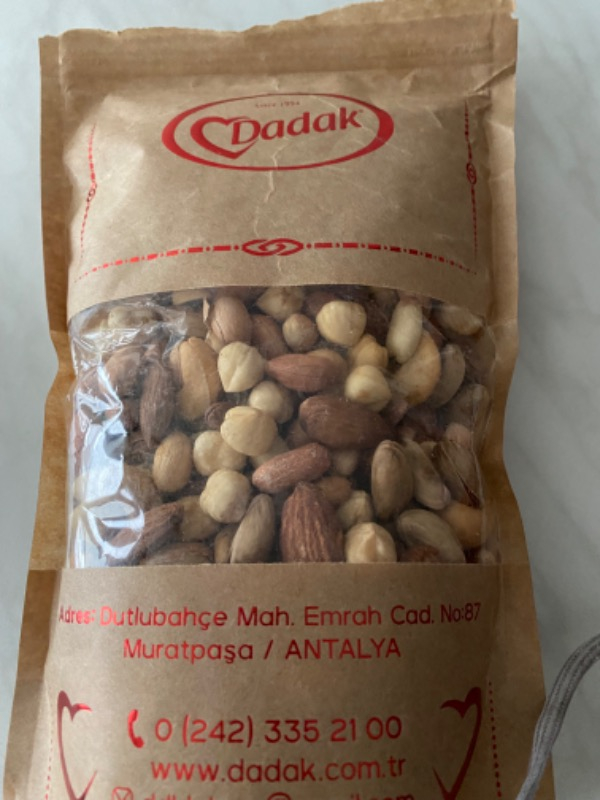 Since 1994
Dadak
Adres: Dutlubahçe Mah. Emrah Cad. No:87
Muratpaşa / ANTALYA
0 (242) 335 21 00
www.dadak.com.tr